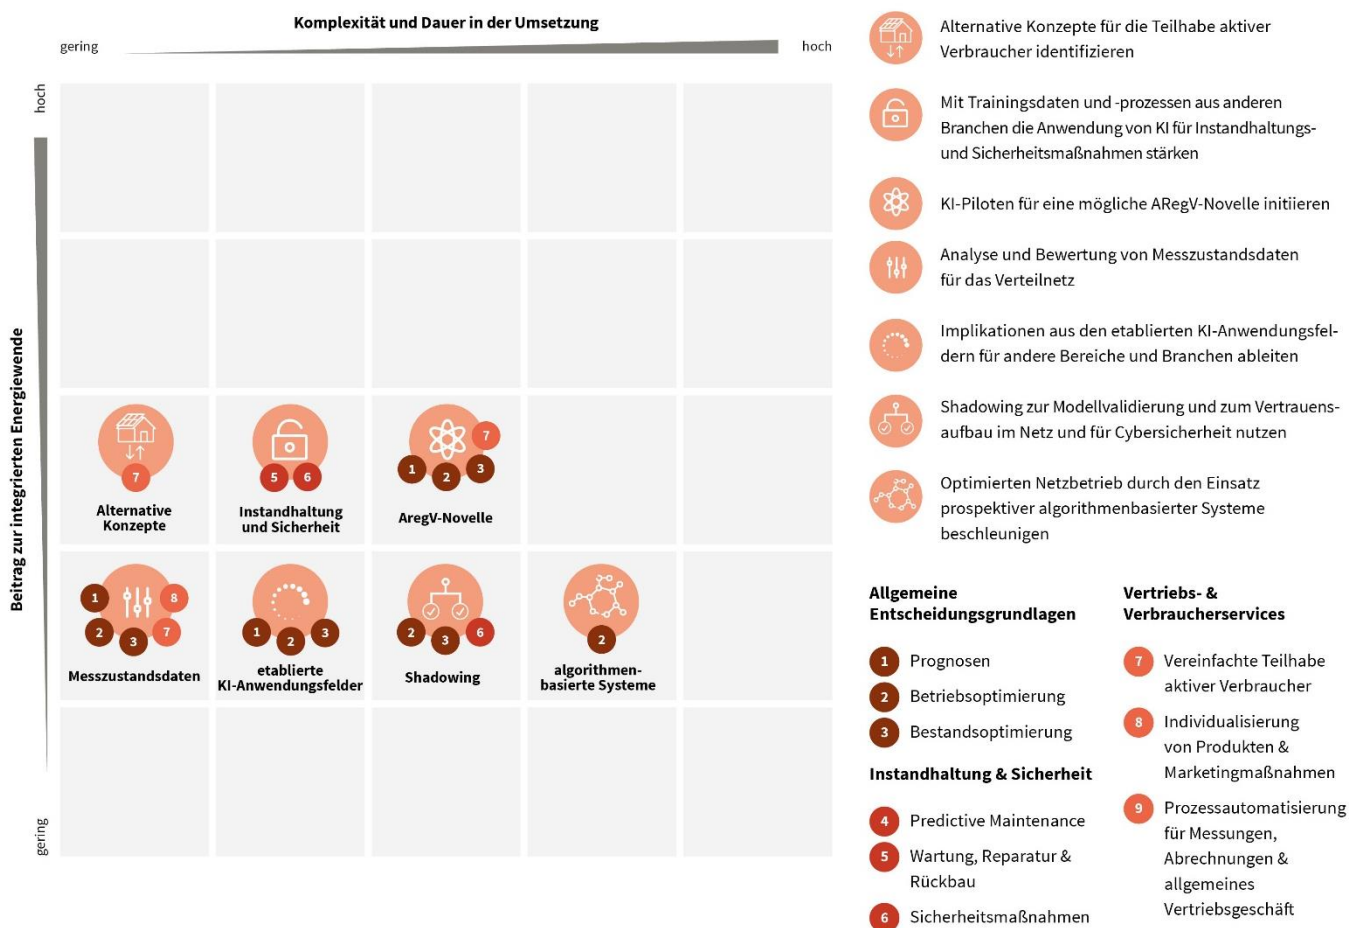 Komplexität und Dauer in der Umsetzung
gering
hoch
hoch
Beitrag zur integrierten Energiewende
gering
7
Alternative
Konzepte
5 6
Instandhaltung
und Sicherheit
7
1 2 3
AregV-Novelle
1 8
2 3 7
Messzustandsdaten
1 2 3
etablierte
KI-Anwendungsfelder
2 3 6
Shadowing
2
algorithmen-
basierte Systeme
Alternative Konzepte für die Teilhabe aktiver
Verbraucher identifizieren
Mit Trainingsdaten und -prozessen aus anderen
Branchen die Anwendung von KI für Instandhaltungs-
und Sicherheitsmaßnahmen stärken
KI-Piloten für eine mögliche ARegV-Novelle initiieren
Analyse und Bewertung von Messzustandsdaten
für das Verteilnetz
Implikationen aus den etablierten KI-Anwendungsfel-
dern für andere Bereiche und Branchen ableiten
Shadowing zur Modellvalidierung und zum Vertrauens-
aufbau im Netz und für Cybersicherheit nutzen
Optimierten Netzbetrieb durch den Einsatz
prospektiver algorithmenbasierter Systeme
beschleunigen
Allgemeine
Entscheidungsgrundlagen
1 Prognosen
2 Betriebsoptimierung
3 Bestandsoptimierung
Instandhaltung & Sicherheit
4 Predictive Maintenance
5 Wartung, Reparatur &
Rückbau
6 Sicherheitsmaßnahmen
Vertriebs- &
Verbraucherservices
7 Vereinfachte Teilhabe
aktiver Verbraucher
8 Individualisierung
von Produkten &
Marketingmaßnahmen
9 Prozessautomatisierung
für Messungen,
Abrechnungen &
allgemeines
Vertriebsgeschäft